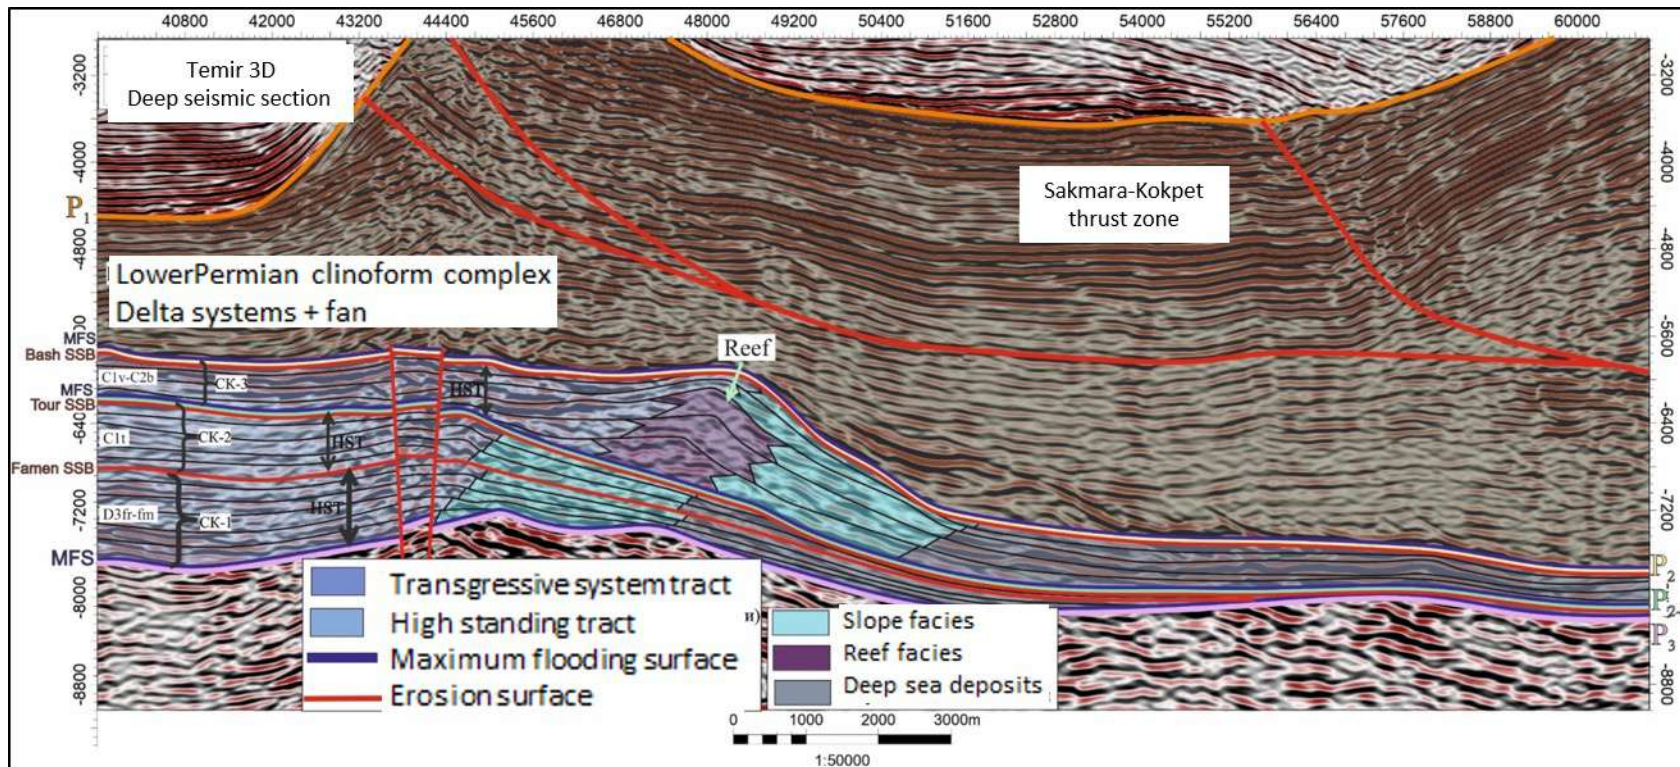 40800 42000 43200 44400 45600 46800 48000 49200 50400 51600 52800 54000 55200 56400 57600 58800 60000
Temir 3D
Deep seismic section
-3200 -3200
-4000 -4000
Sakmara-Kokpet
thrust zone
P1
-4800 -4800
LowerPermian clinoform complex
Delta systems + fan
-5600
MFS
Bash SSB
Reef
C1v-C2b
CK-3
HST
MFS
Tour SSB
-6400 -6400
C1t
CK-2
HST
Famen SSB
HST
-7200 -7200
D3fr-fm
CK-1
MFS
P2
-8000
P3
-8800 -8800
Transgressive system tract
High standing tract
Maximum flooding surface
Erosion surface
и)
Slope facies
Reef facies
Deep sea deposits
0 1000 2000 3000m
1:50000